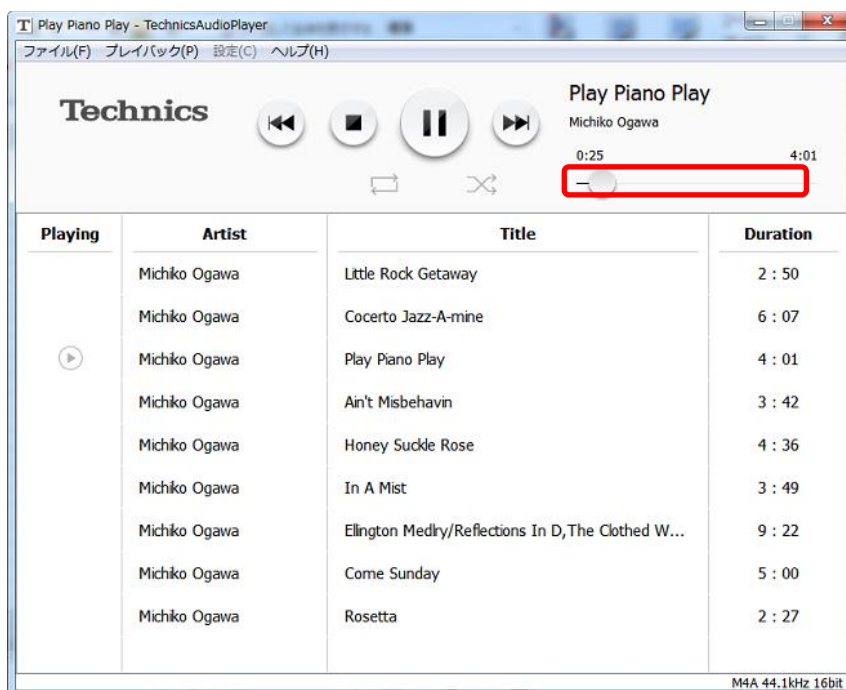 T Play Piano Play - TechnicsAudioPlayer
ファイル(F) プレイバック(P) 設定(C) ヘルプ(H)
Technics
Play Piano Play
Michiko Ogawa
0:25 4:01
Playing Artist Title Duration
Michiko Ogawa Little Rock Getaway 2 : 50
Michiko Ogawa Cocerto Jazz-A-mine 6 : 07
Michiko Ogawa Play Piano Play 4 : 01
Michiko Ogawa Ain't Misbehavin 3 : 42
Michiko Ogawa Honey Suckle Rose 4 : 36
Michiko Ogawa In A Mist 3 : 49
Michiko Ogawa Ellington Medlry/Reflections In D,The Clothed W... 9 : 22
Michiko Ogawa Come Sunday 5 : 00
Michiko Ogawa Rosetta 2 : 27
M4A 44.1kHz 16bit